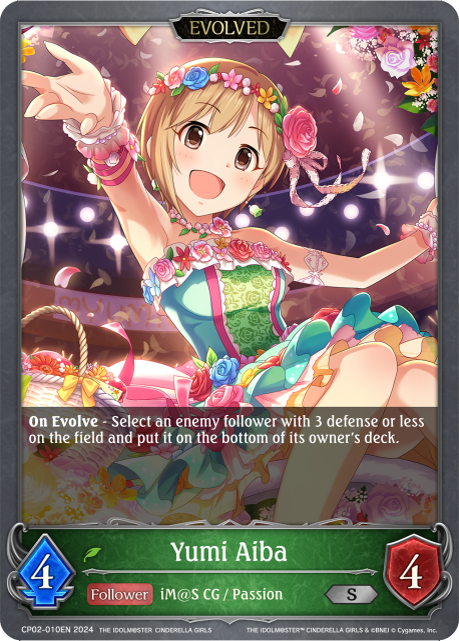 EVOLVED
On Evolve - Select an enemy follower with 3 defense or less
on the field and put it on the bottom of its owner's deck.
Yumi Aiba
4
Follower
iM@S CG / Passion
S
4
CP02-010EN 2024 THE IDOLM@STER CINDERELLA GIRLS THE IDOLM@STER™ CINDERELLA GIRLS & ©BNEI © Cygames, Inc.